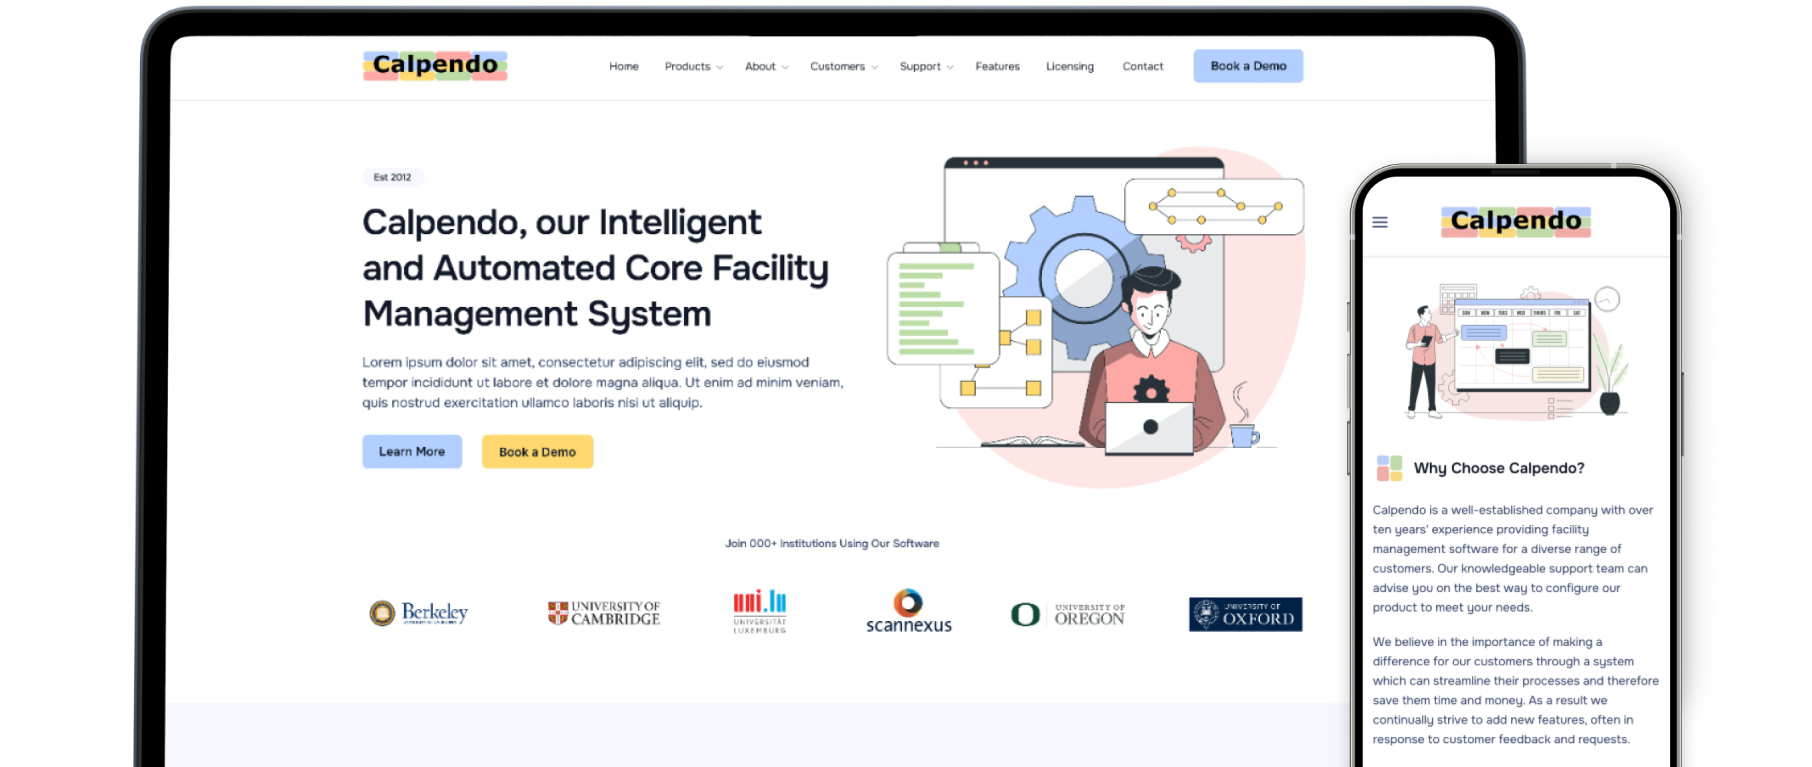 Calpendo
Home Products About Customers Support Features Licensing Contact Book a Demo
Est 2012
Calpendo, our Intelligent
and Automated Core Facility
Management System
Lorem ipsum dolor sit amet, consectetur adipiscing elit, sed do eiusmod
tempor incididunt ut labore et dolore magna aliqua. Ut enim ad minim veniam,
quis nostrud exercitation ullamco laboris nisi ut aliquip.
Learn More Book a Demo
Join 000+ Institutions Using Our Software
Berkeley
UNIVERSITY OF
CAMBRIDGE
uni.lu
UNIVERSITÄT
LUXEMBURG
scannexus
UNIVERSITY OF
OREGON
UNIVERSITY OF
OXFORD
Calpendo
SUN MON TUES WED THURS FRI SAT
Why Choose Calpendo?
Calpendo is a well-established company with over
ten years' experience providing facility
management software for a diverse range of
customers. Our knowledgeable support team can
advise you on the best way to configure our
product to meet your needs.
We believe in the importance of making a
difference for our customers through a system
which can streamline their processes and therefore
save them time and money. As a result we
continually strive to add new features, often in
response to customer feedback and requests.